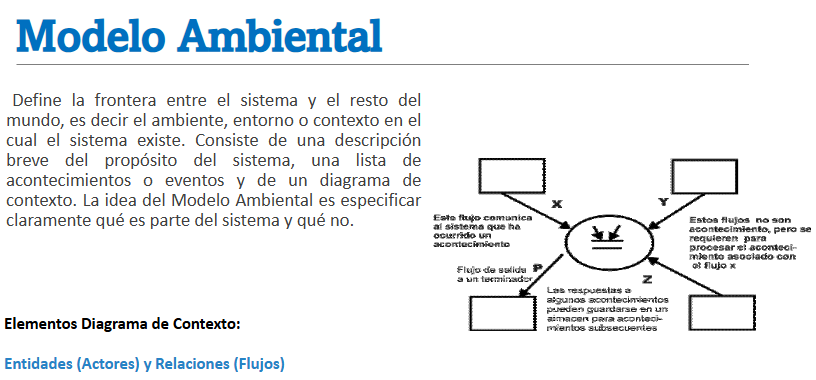 Modelo Ambiental
Define la frontera entre el sistema y el resto del
mundo, es decir el ambiente, entorno o contexto en el
cual el sistema existe. Consiste de una descripción
breve del propósito del sistema, una lista de
acontecimientos o eventos y de un diagrama de
contexto. La idea del Modelo Ambiental es especificar
claramente qué es parte del sistema y qué no.
X
Y
Este flujo comunica
al sistema que ha
ocurrido un
acontecimiento
Estos flujos no son
acontecimiento, pero se
requieren para
procesar el aconteci-
miento asociado con
el flujo x
Flujo de salida
a un terminador
P
Z
Las respuestas a
algunos acontecimientos
pueden guardarse en un
almacen para aconteci-
mientos subsecuentes
Elementos Diagrama de Contexto:
Entidades (Actores) y Relaciones (Flujos)